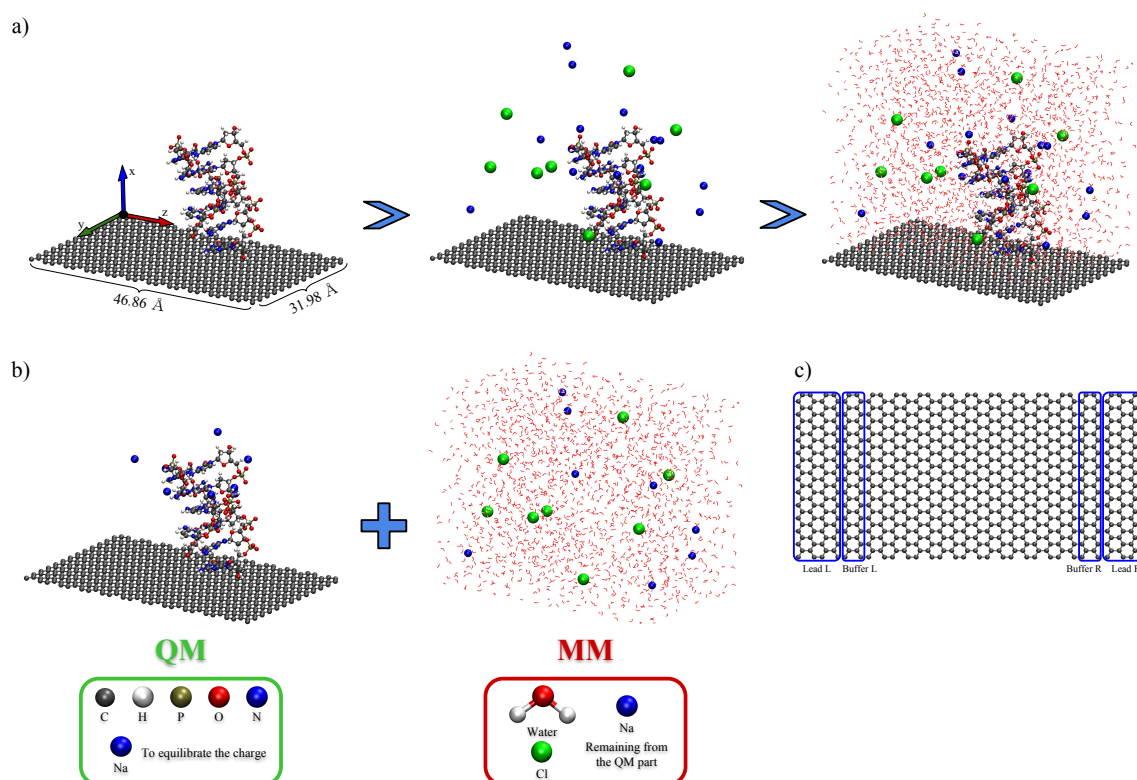 a)
x
y
z
46.86 Å
31.98 Å
b)
c)
Lead L
Buffer L
Buffer R
Lead
QM
MM
C
H
P
O
N
Na
To equilibrate the charge
Water
Na
Cl
Remaining from
the QM part